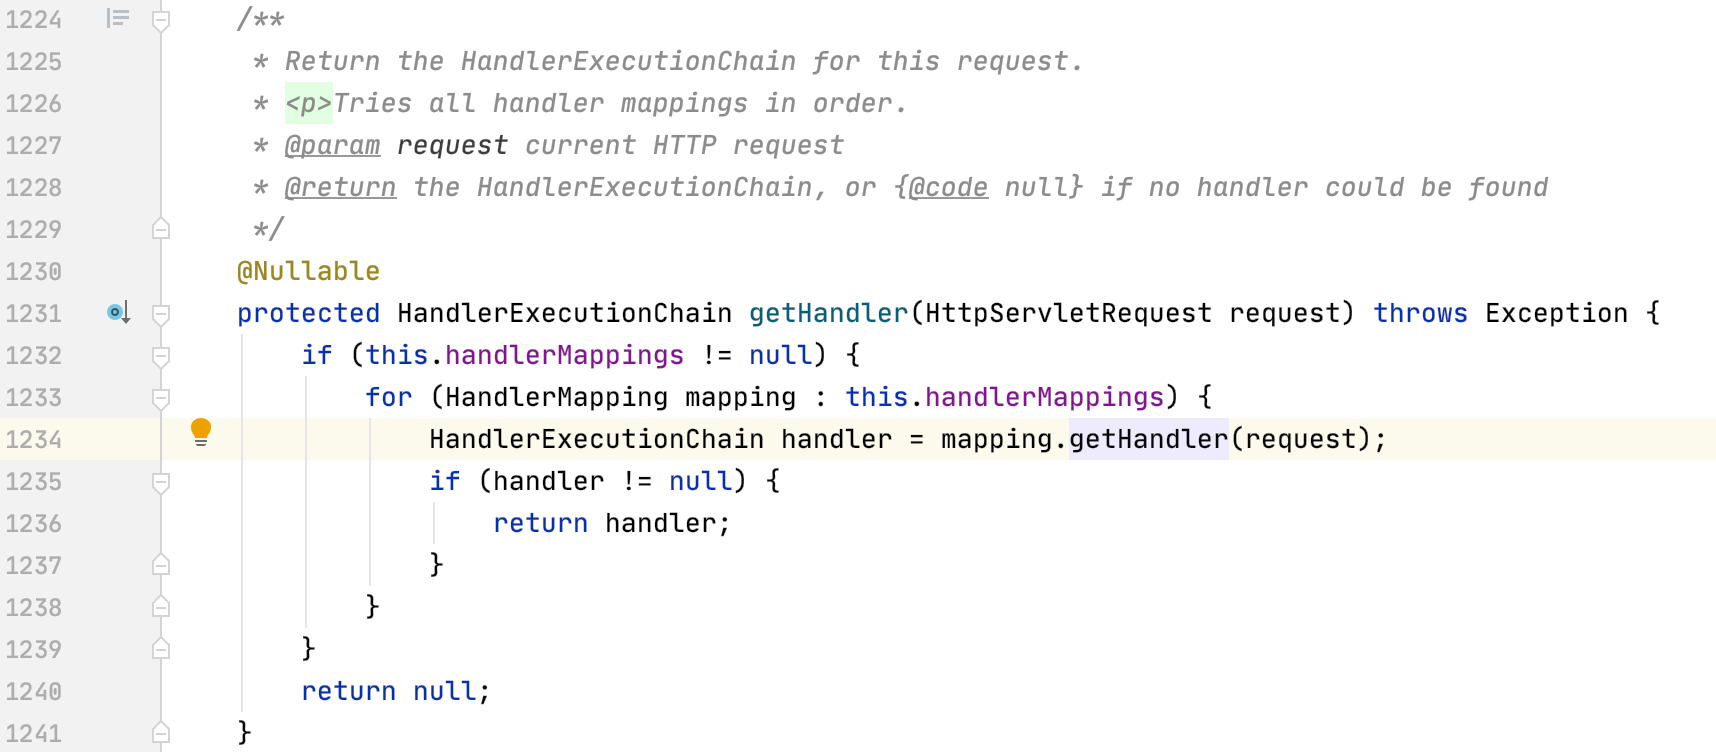 1224 /**
1225 * Return the HandlerExecutionChain for this request.
1226 * <p>Tries all handler mappings in order.
1227 * @param request current HTTP request
1228 * @return the HandlerExecutionChain, or {@code null} if no handler could be found
1229 */
1230 @Nullable
1231 protected HandlerExecutionChain getHandler(HttpServletRequest request) throws Exception {
1232 if (this.handlerMappings != null) {
1233 for (HandlerMapping mapping : this.handlerMappings) {
1234 HandlerExecutionChain handler = mapping.getHandler(request);
1235 if (handler != null) {
1236 return handler;
1237 }
1238 }
1239 }
1240 return null;
1241 }